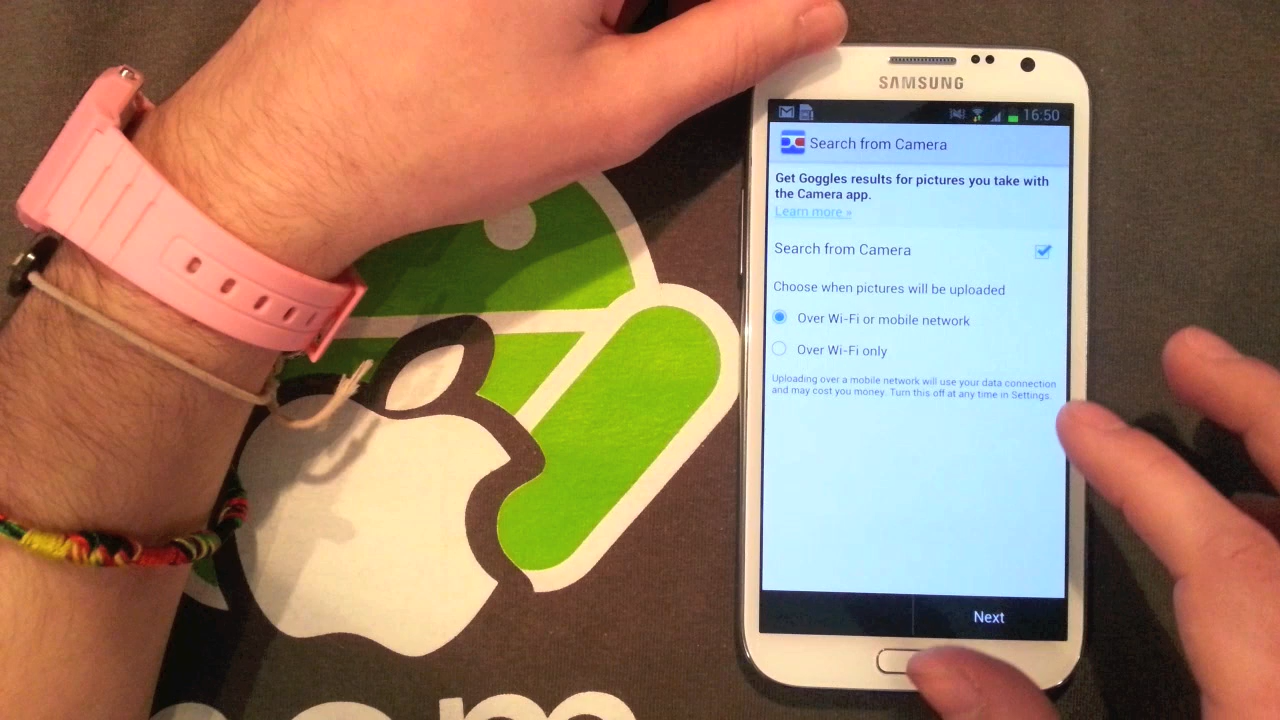 SAMSUNG
16:50
Search from Camera
Get Goggles results for pictures you take with
the Camera app.
Learn more »
Search from Camera
Choose when pictures will be uploaded
Over Wi-Fi or mobile network
Over Wi-Fi only
Uploading over a mobile network will use your data connection
and may cost you money. Turn this off at any time in Settings.
Next